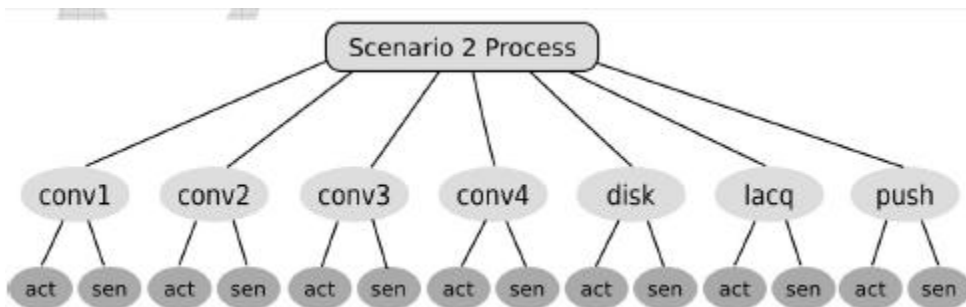 Scenario 2 Process
conv1 conv2 conv3 conv4 disk lacq push
act sen act sen act sen act sen act sen act sen act sen